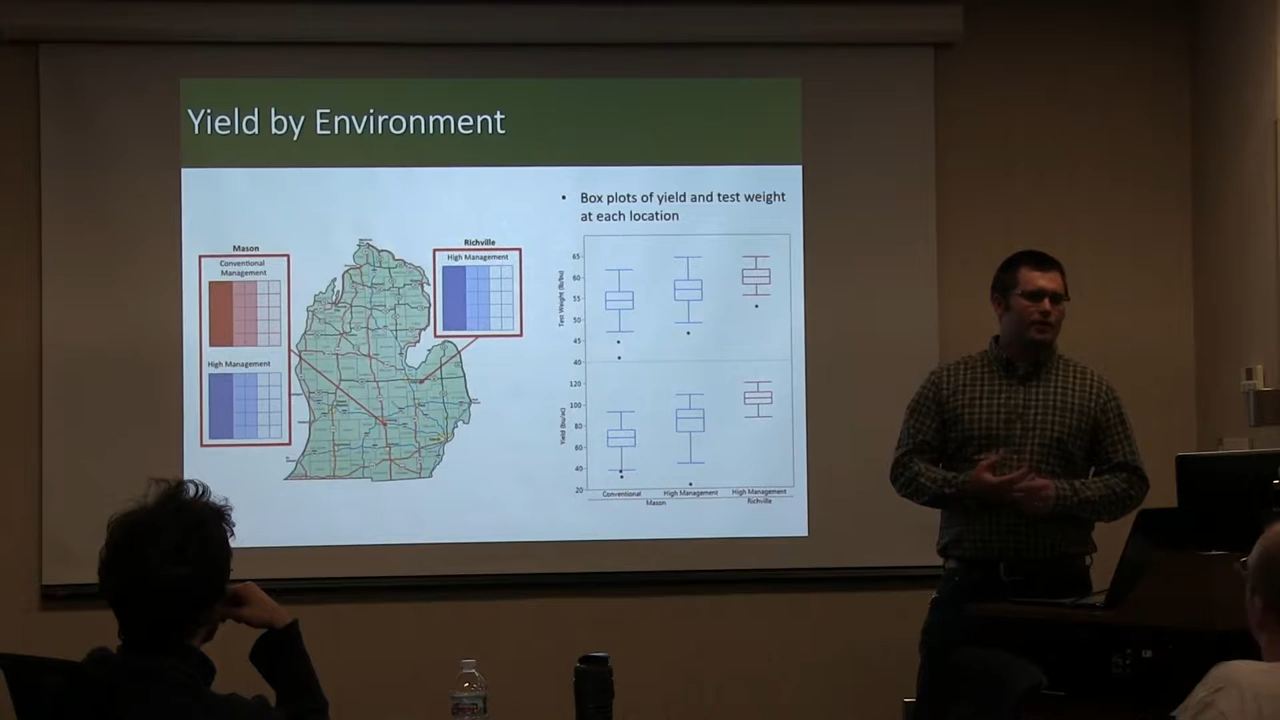 Yield by Environment
• Box plots of yield and test weight
at each location
Mason
Conventional
Management
High Management
Richville
High Management
Test Weight (lb/bu)
65
60
55
50
45
40
Yield (bu/ac)
120
100
80
60
40
20
Conventional
High Management
High Management
Mason
Richville